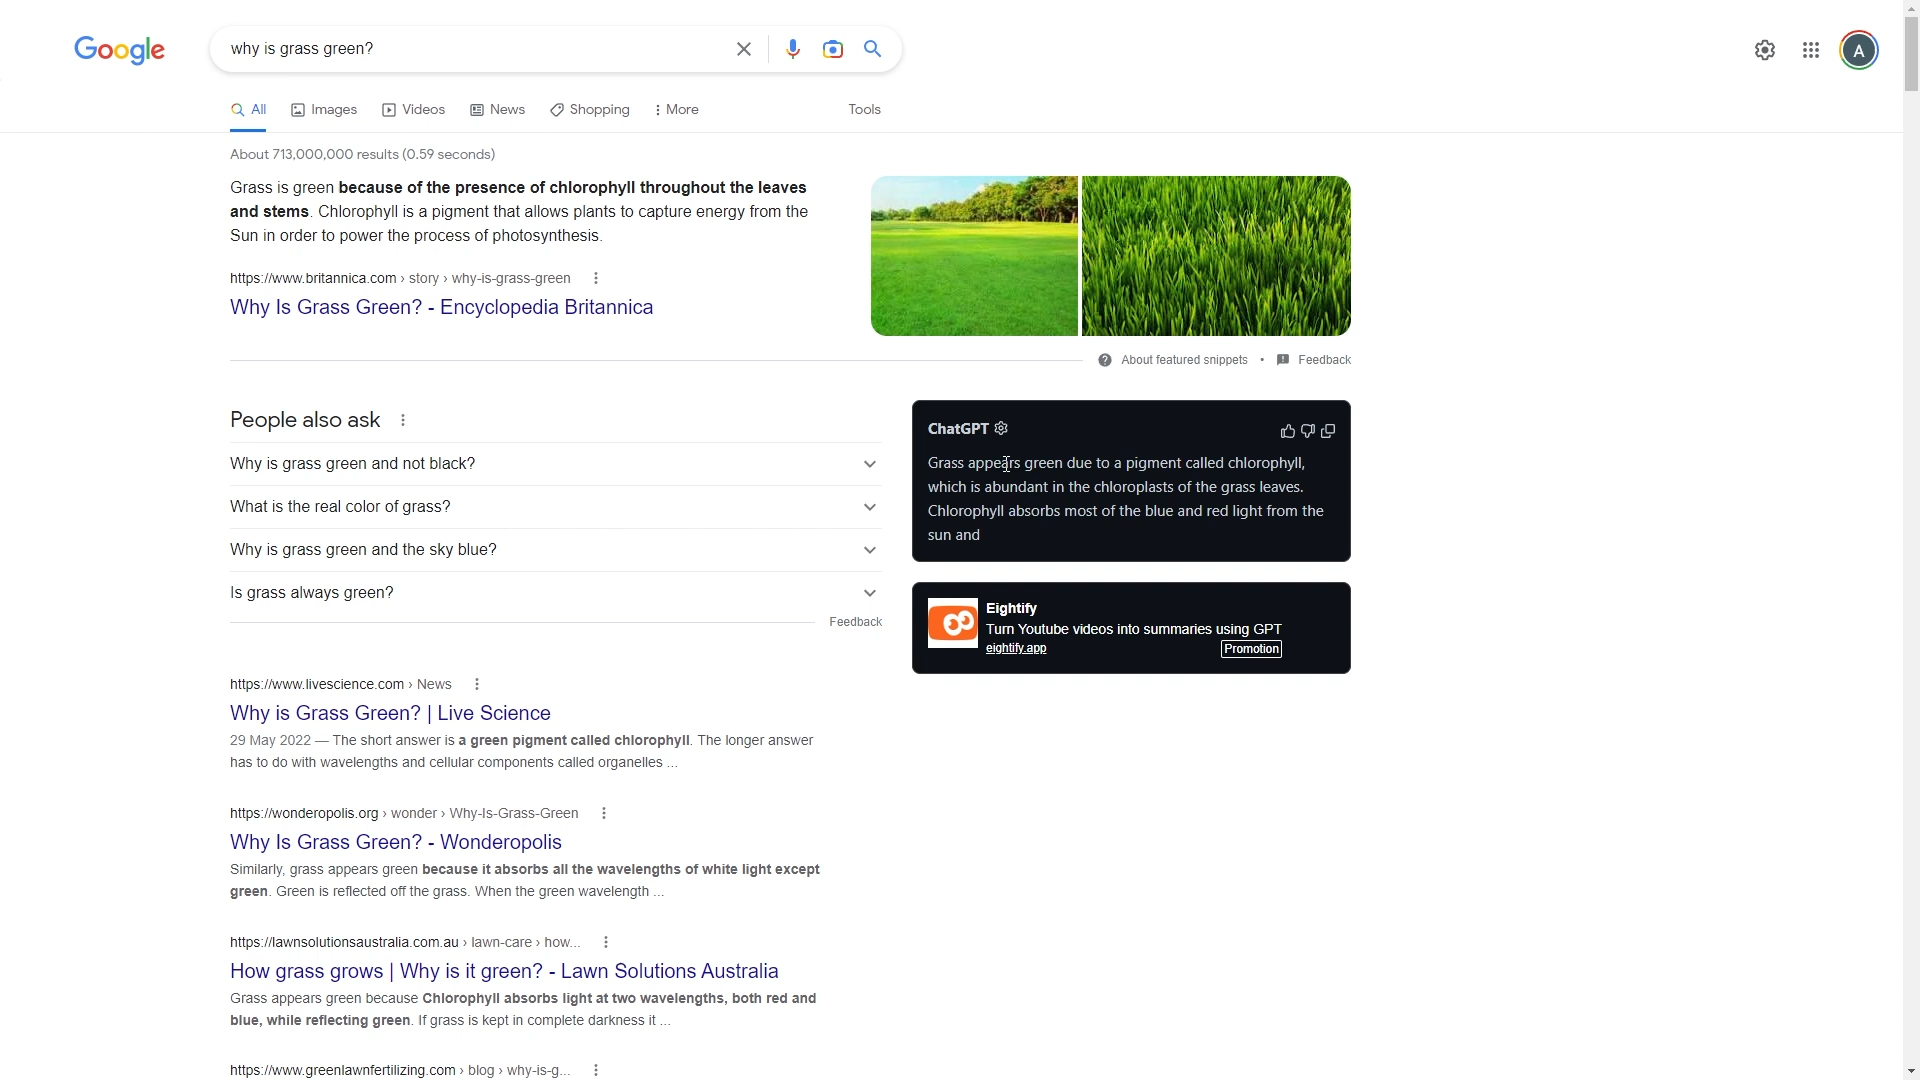 Google
why is grass green?
A
All
Images
Videos
News
Shopping
More
Tools
About 713,000,000 results (0.59 seconds)
Grass is green because of the presence of chlorophyll throughout the leaves
and stems. Chlorophyll is a pigment that allows plants to capture energy from the
Sun in order to power the process of photosynthesis.
https://www.britannica.com › story › why-is-grass-green
Why Is Grass Green? - Encyclopedia Britannica
About featured snippets • Feedback
People also ask
Why is grass green and not black?
What is the real color of grass?
Why is grass green and the sky blue?
Is grass always green?
Feedback
ChatGPT
Grass appears green due to a pigment called chlorophyll,
which is abundant in the chloroplasts of the grass leaves.
Chlorophyll absorbs most of the blue and red light from the
sun and
Eightify
Turn Youtube videos into summaries using GPT
eightify.app
Promotion
https://www.livescience.com › News
Why is Grass Green? | Live Science
29 May 2022 — The short answer is a green pigment called chlorophyll. The longer answer
has to do with wavelengths and cellular components called organelles ...
https://wonderopolis.org › wonder › Why-Is-Grass-Green
Why Is Grass Green? - Wonderopolis
Similarly, grass appears green because it absorbs all the wavelengths of white light except
green. Green is reflected off the grass. When the green wavelength ...
https://lawnsolutionsaustralia.com.au › lawn-care › how...
How grass grows | Why is it green? - Lawn Solutions Australia
Grass appears green because Chlorophyll absorbs light at two wavelengths, both red and
blue, while reflecting green. If grass is kept in complete darkness it ...
https://www.greenlawnfertilizing.com › blog › why-is-g...